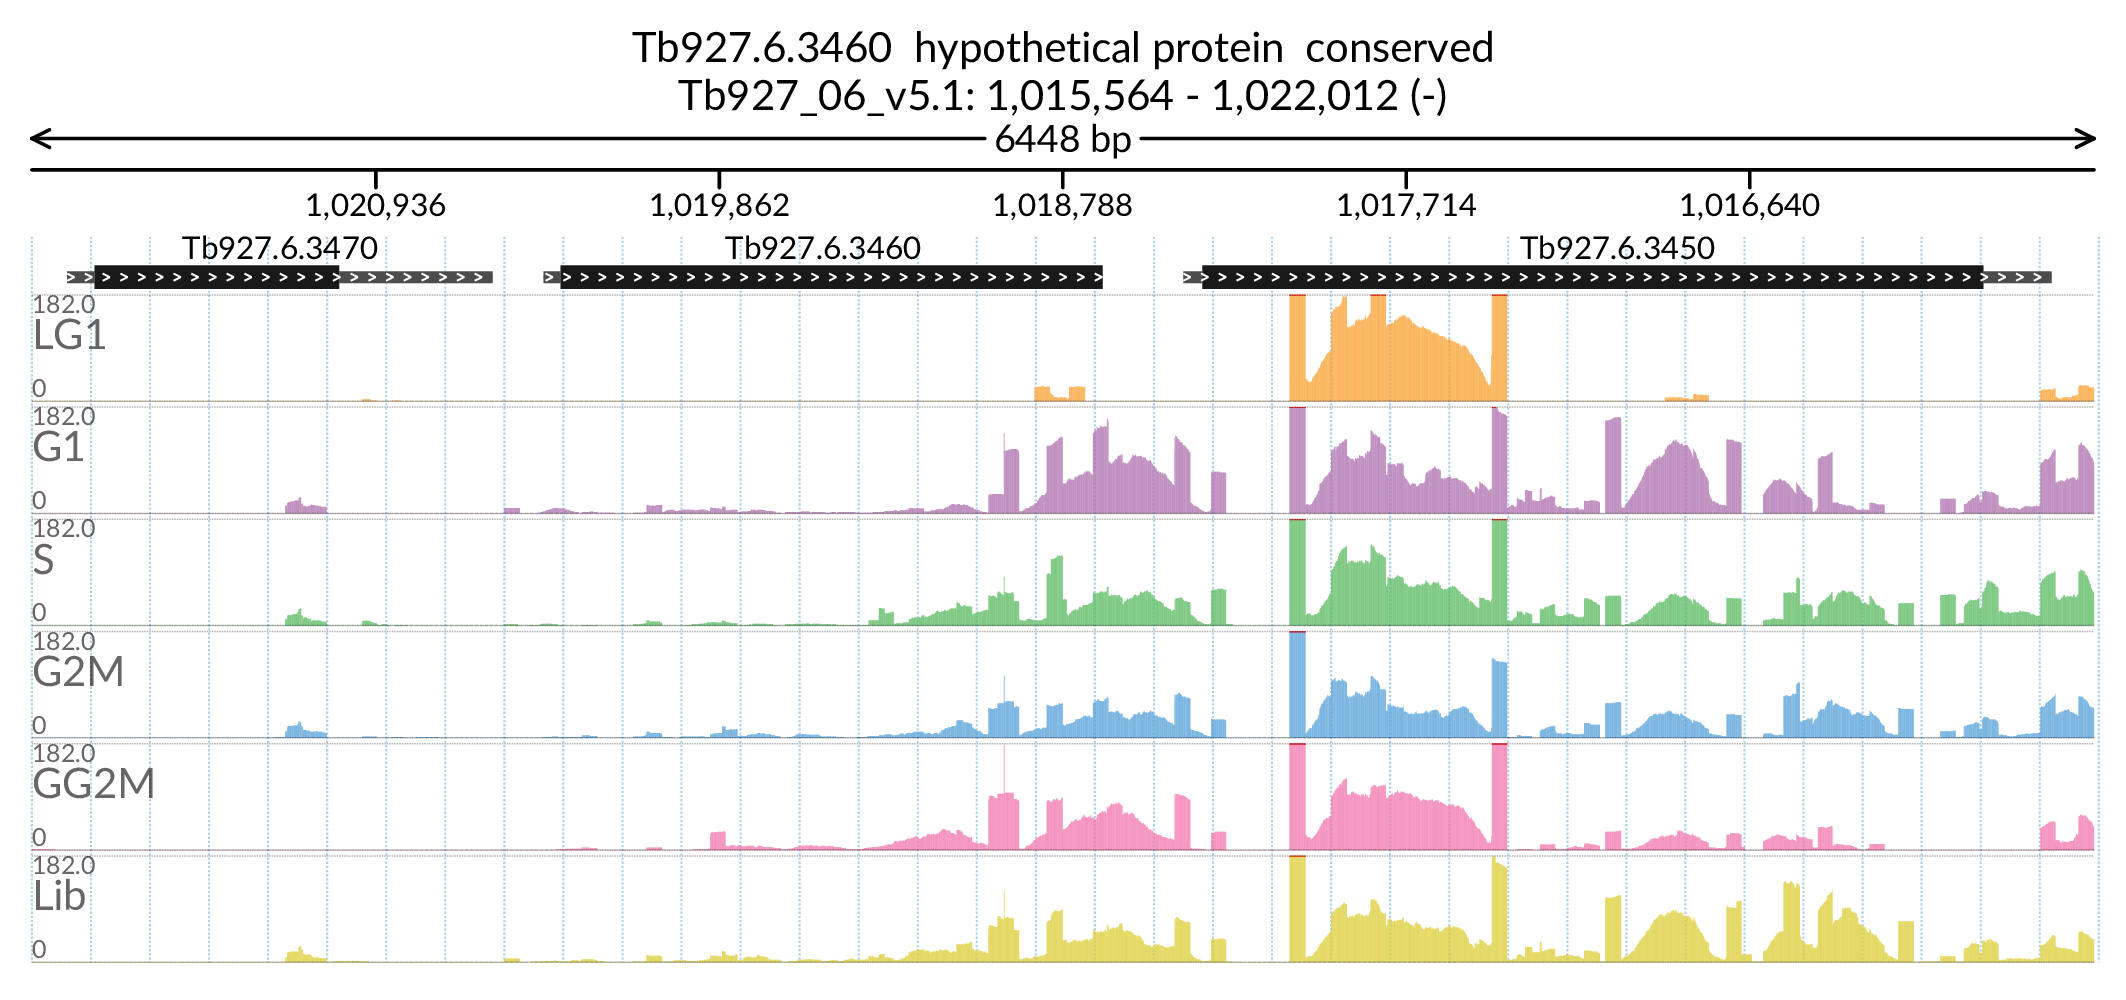 Tb927.6.3460  hypothetical protein  conserved
Tb927_06_v5.1: 1,015,564 - 1,022,012 (-)
6448 bp
1,020,936 1,019,862 1,018,788 1,017,714 1,016,640
Tb927.6.3470 Tb927.6.3460 Tb927.6.3450
182.0
LG1
0
182.0
G1
0
182.0
S
0
182.0
G2M
0
182.0
GG2M
0
182.0
Lib
0